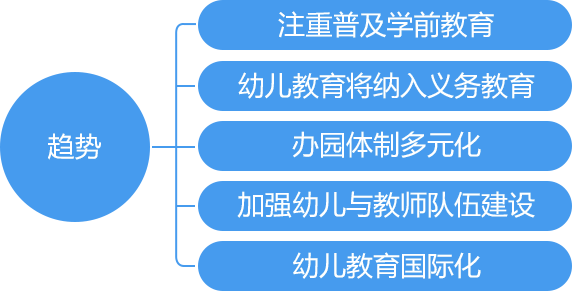 注重普及学前教育
幼儿教育将纳入义务教育
趋势
办园体制多元化
加强幼儿与教师队伍建设
幼儿教育国际化